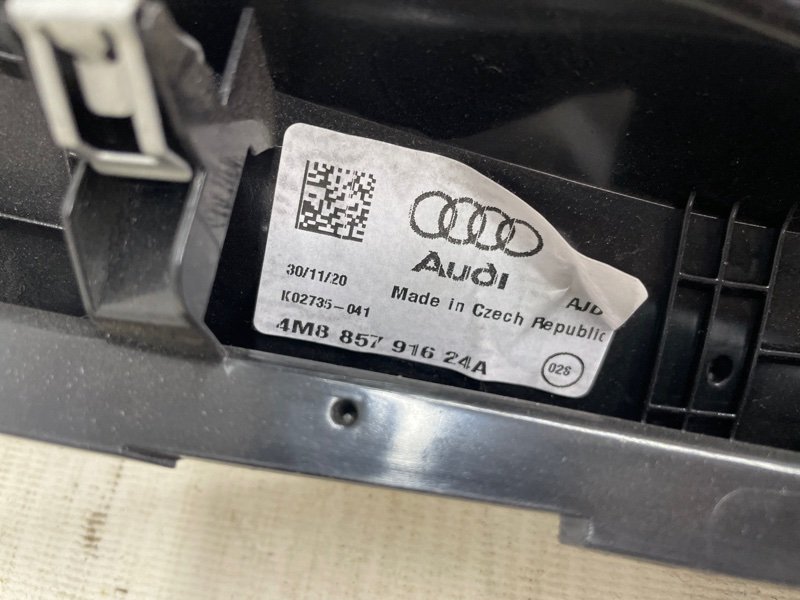 Audi
30/11/20
AJD
K02735-041
Made in Czech Republic
4M8 857 916 24A
02S